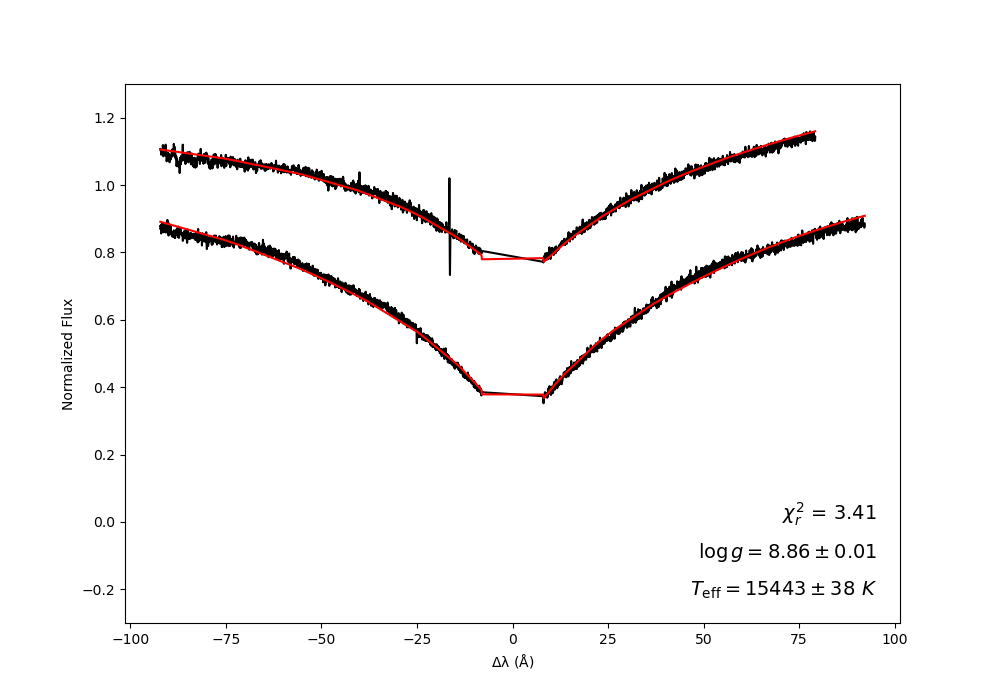 1.2
1.0
0.8
0.6
0.4
0.2
0.0
−0.2
Normalized Flux
χ²ᵣ = 3.41
log g = 8.86 ± 0.01
T_eff = 15443 ± 38 K
−100 −75 −50 −25 0 25 50 75 100
Δλ (Å)